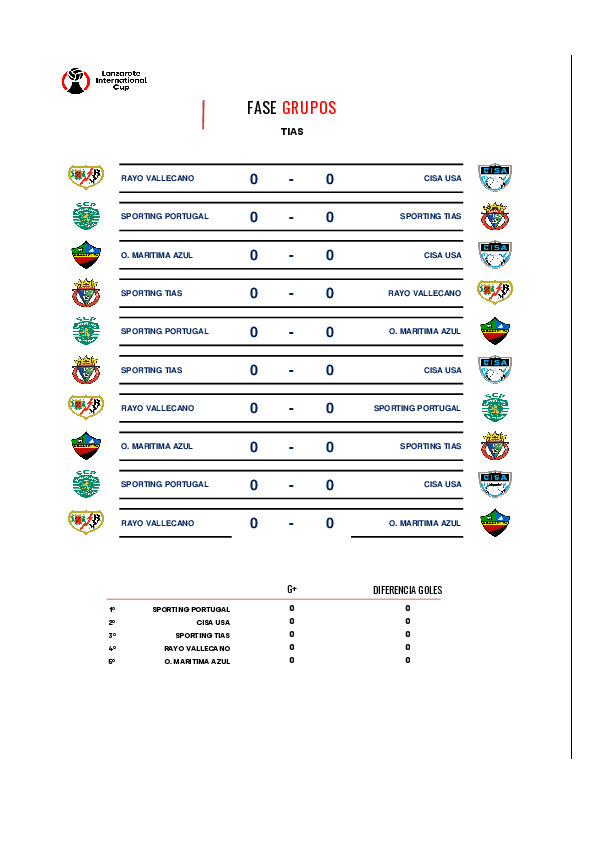 Lanzarote
International
Cup
FASE GRUPOS
TIAS
RAYO VALLECANO 0 - 0 CISA USA
SPORTING PORTUGAL 0 - 0 SPORTING TIAS
O. MARITIMA AZUL 0 - 0 CISA USA
SPORTING TIAS 0 - 0 RAYO VALLECANO
SPORTING PORTUGAL 0 - 0 O. MARITIMA AZUL
SPORTING TIAS 0 - 0 CISA USA
RAYO VALLECANO 0 - 0 SPORTING PORTUGAL
O. MARITIMA AZUL 0 - 0 SPORTING TIAS
SPORTING PORTUGAL 0 - 0 CISA USA
RAYO VALLECANO 0 - 0 O. MARITIMA AZUL
G+ DIFERENCIA GOLES
1º SPORTING PORTUGAL 0 0
2º CISA USA 0 0
3º SPORTING TIAS 0 0
4º RAYO VALLECANO 0 0
5º O. MARITIMA AZUL 0 0